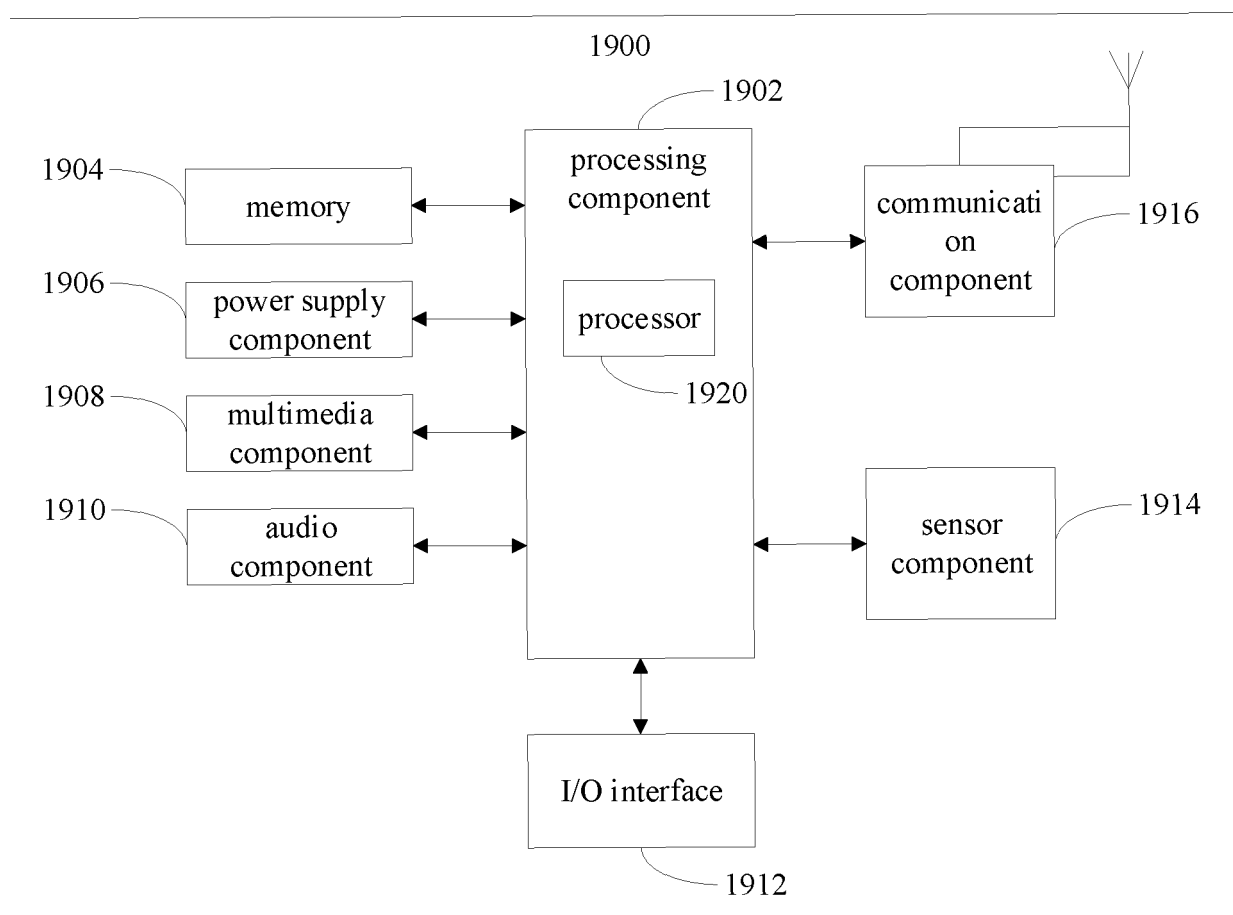 1900
1902
processing
component
1904
memory
communicati
on
component
1916
1906
power supply
component
processor
1920
1908
multimedia
component
1910
audio
component
sensor
component
1914
I/O interface
1912